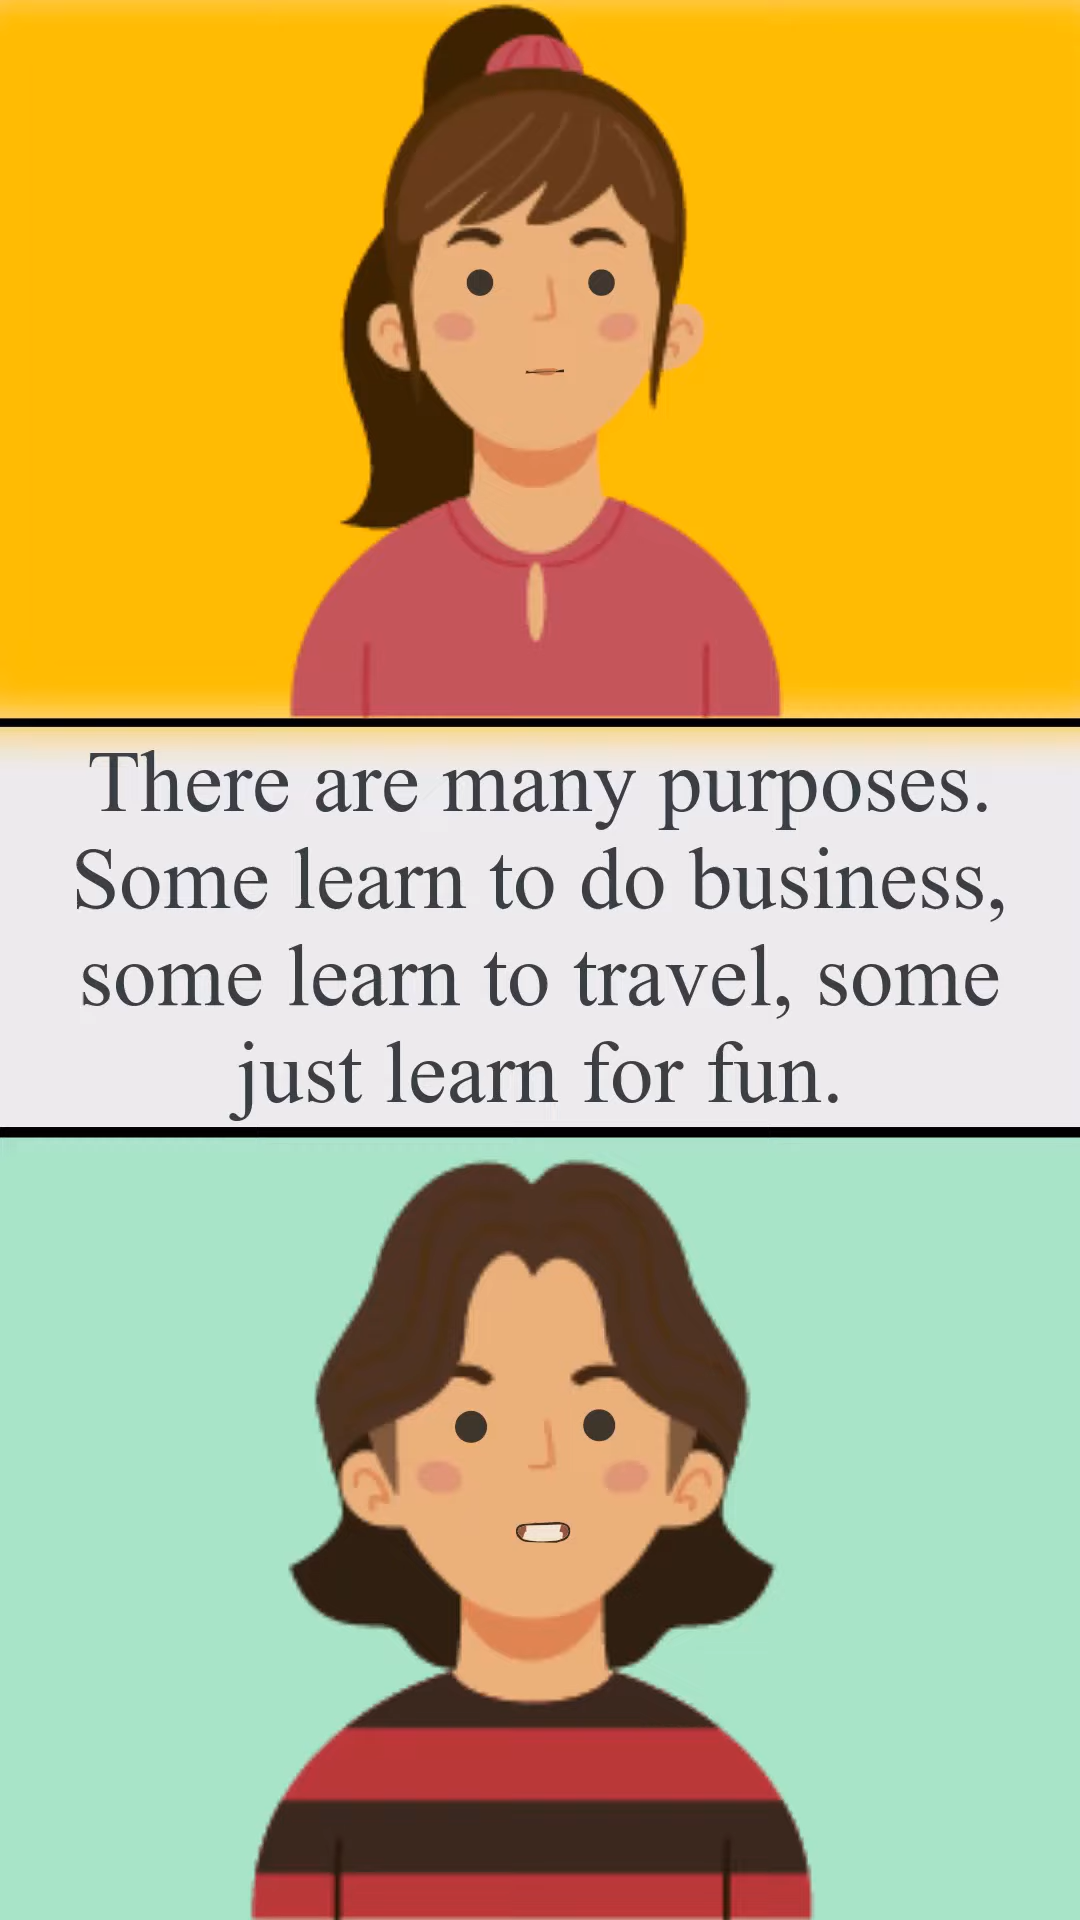 There are many purposes.
Some learn to do business,
some learn to travel, some
just learn for fun.